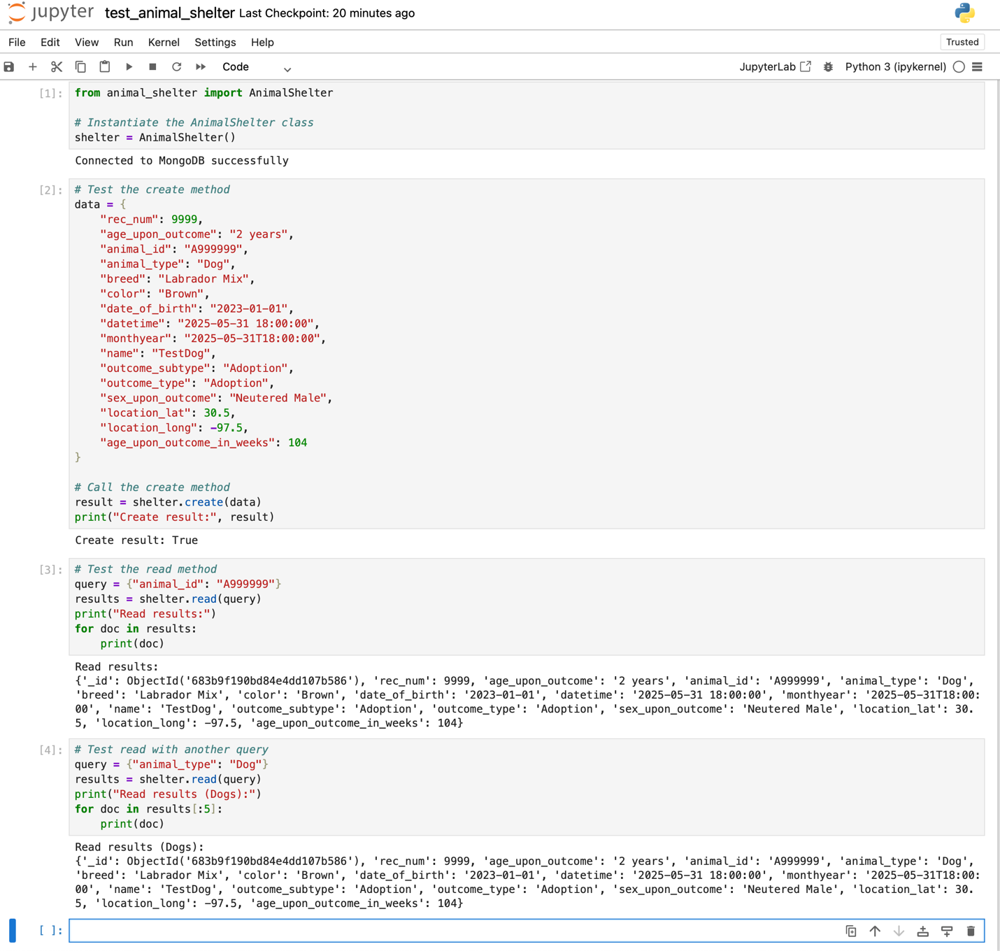 jupyter test_animal_shelter Last Checkpoint: 20 minutes ago
File Edit View Run Kernel Settings Help Trusted
Code JupyterLab Python 3 (ipykernel)
[1]: from animal_shelter import AnimalShelter
# Instantiate the AnimalShelter class
shelter = AnimalShelter()
Connected to MongoDB successfully
[2]: # Test the create method
data = {
    "rec_num": 9999,
    "age_upon_outcome": "2 years",
    "animal_id": "A999999",
    "animal_type": "Dog",
    "breed": "Labrador Mix",
    "color": "Brown",
    "date_of_birth": "2023-01-01",
    "datetime": "2025-05-31 18:00:00",
    "monthyear": "2025-05-31T18:00:00",
    "name": "TestDog",
    "outcome_subtype": "Adoption",
    "outcome_type": "Adoption",
    "sex_upon_outcome": "Neutered Male",
    "location_lat": 30.5,
    "location_long": -97.5,
    "age_upon_outcome_in_weeks": 104
}
# Call the create method
result = shelter.create(data)
print("Create result:", result)
Create result: True
[3]: # Test the read method
query = {"animal_id": "A999999"}
results = shelter.read(query)
print("Read results:")
for doc in results:
    print(doc)
Read results:
{'_id': ObjectId('683b9f190bd84e4dd107b586'), 'rec_num': 9999, 'age_upon_outcome': '2 years', 'animal_id': 'A999999', 'animal_type': 'Dog',
'breed': 'Labrador Mix', 'color': 'Brown', 'date_of_birth': '2023-01-01', 'datetime': '2025-05-31 18:00:00', 'monthyear': '2025-05-31T18:00:
00', 'name': 'TestDog', 'outcome_subtype': 'Adoption', 'outcome_type': 'Adoption', 'sex_upon_outcome': 'Neutered Male', 'location_lat': 30.
5, 'location_long': -97.5, 'age_upon_outcome_in_weeks': 104}
[4]: # Test read with another query
query = {"animal_type": "Dog"}
results = shelter.read(query)
print("Read results (Dogs):")
for doc in results[:5]:
    print(doc)
Read results (Dogs):
{'_id': ObjectId('683b9f190bd84e4dd107b586'), 'rec_num': 9999, 'age_upon_outcome': '2 years', 'animal_id': 'A999999', 'animal_type': 'Dog',
'breed': 'Labrador Mix', 'color': 'Brown', 'date_of_birth': '2023-01-01', 'datetime': '2025-05-31 18:00:00', 'monthyear': '2025-05-31T18:00:
00', 'name': 'TestDog', 'outcome_subtype': 'Adoption', 'outcome_type': 'Adoption', 'sex_upon_outcome': 'Neutered Male', 'location_lat': 30.
5, 'location_long': -97.5, 'age_upon_outcome_in_weeks': 104}
[ ]: